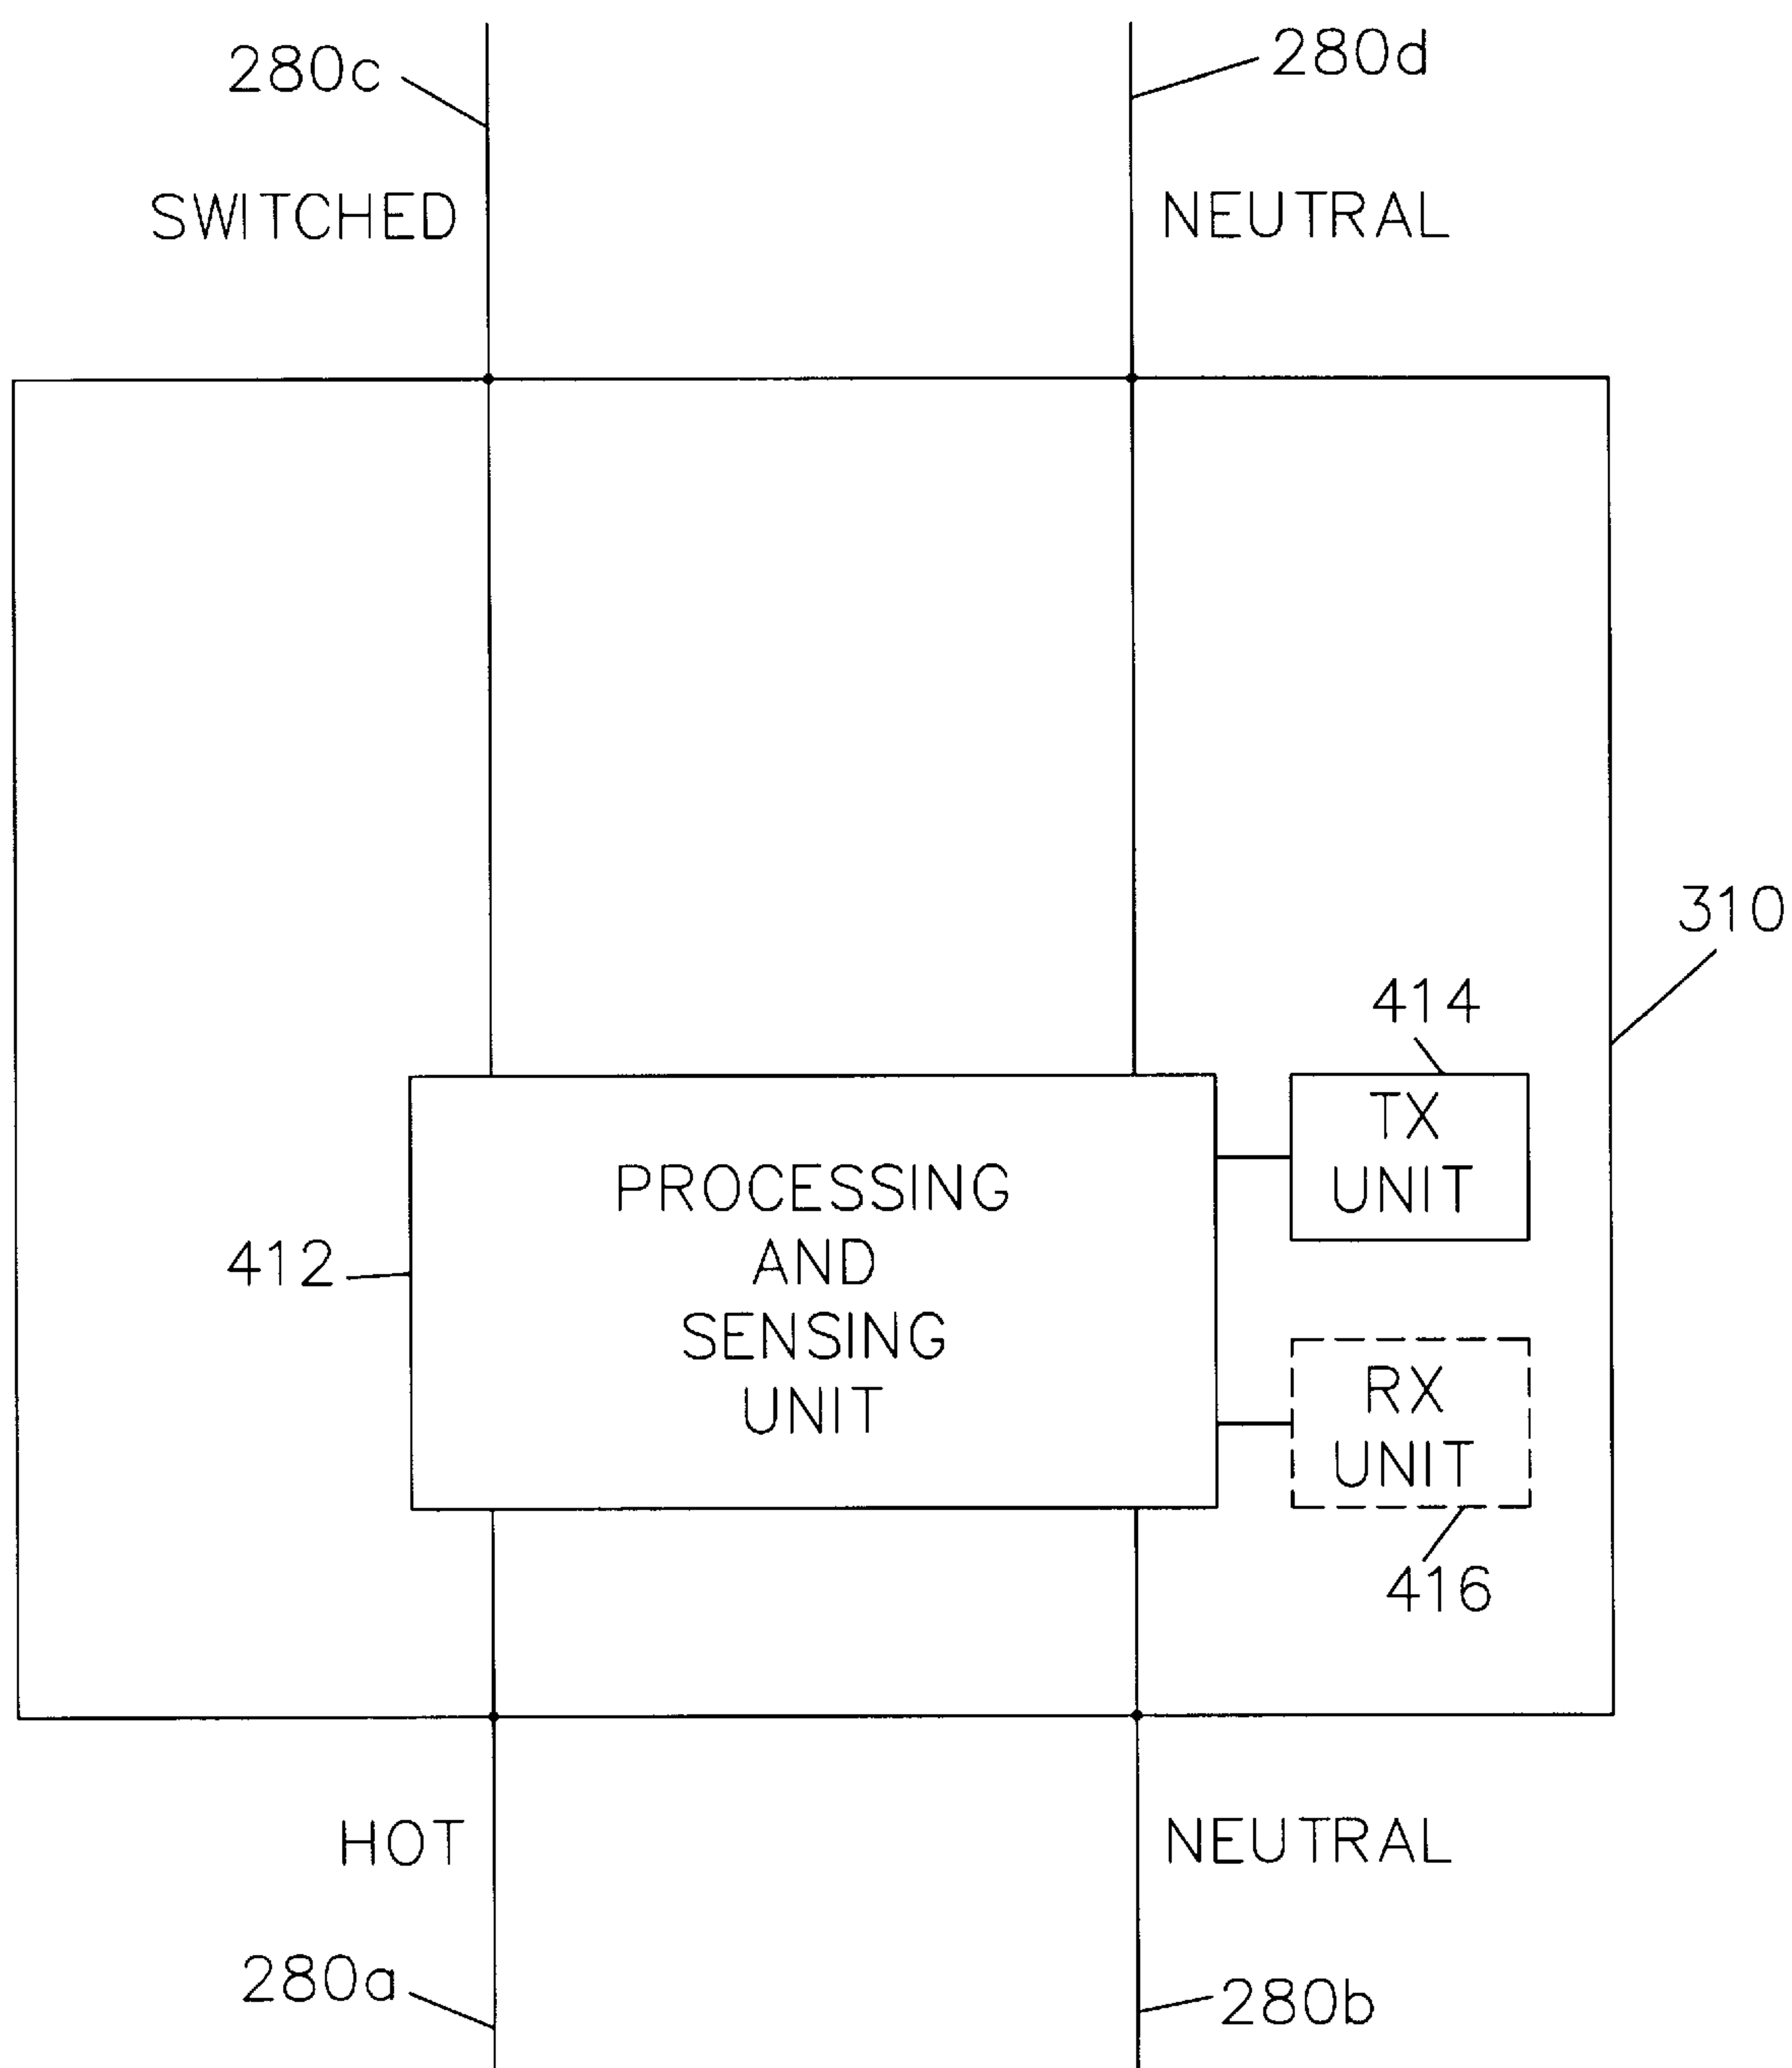 280c
280d
SWITCHED
NEUTRAL
310
414
TX
UNIT
PROCESSING
AND
SENSING
UNIT
412
RX
UNIT
416
HOT
NEUTRAL
280a
280b